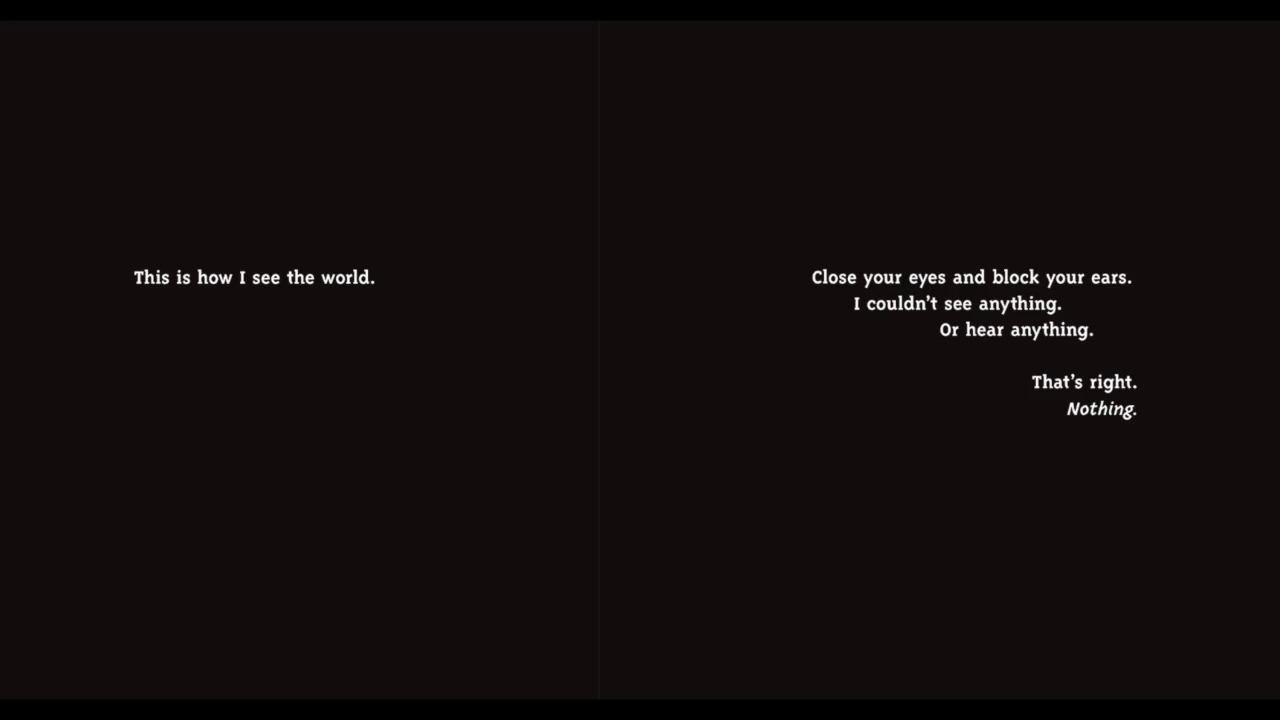 This is how I see the world.
Close your eyes and block your ears.
I couldn't see anything.
Or hear anything.
That's right.
Nothing.